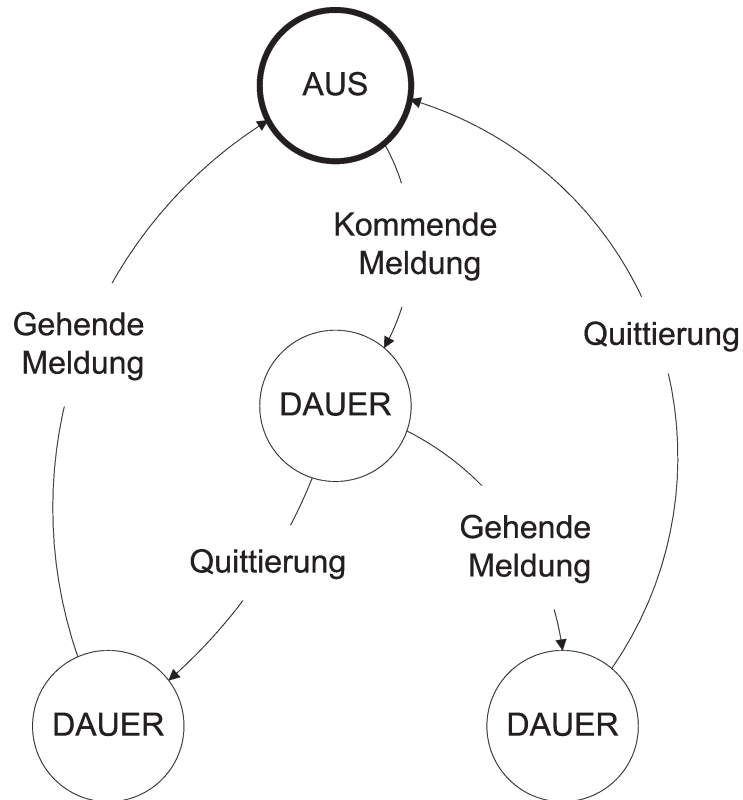 AUS
Kommende
Meldung
Gehende
Meldung
Quittierung
DAUER
Gehende
Meldung
Quittierung
DAUER
DAUER